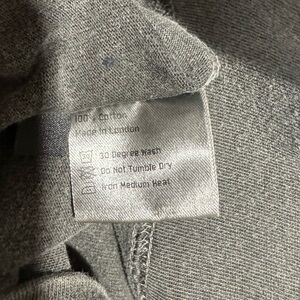 100% Cotton
Made in London
30 Degree Wash
Do Not Tumble Dry
Iron Medium Heat